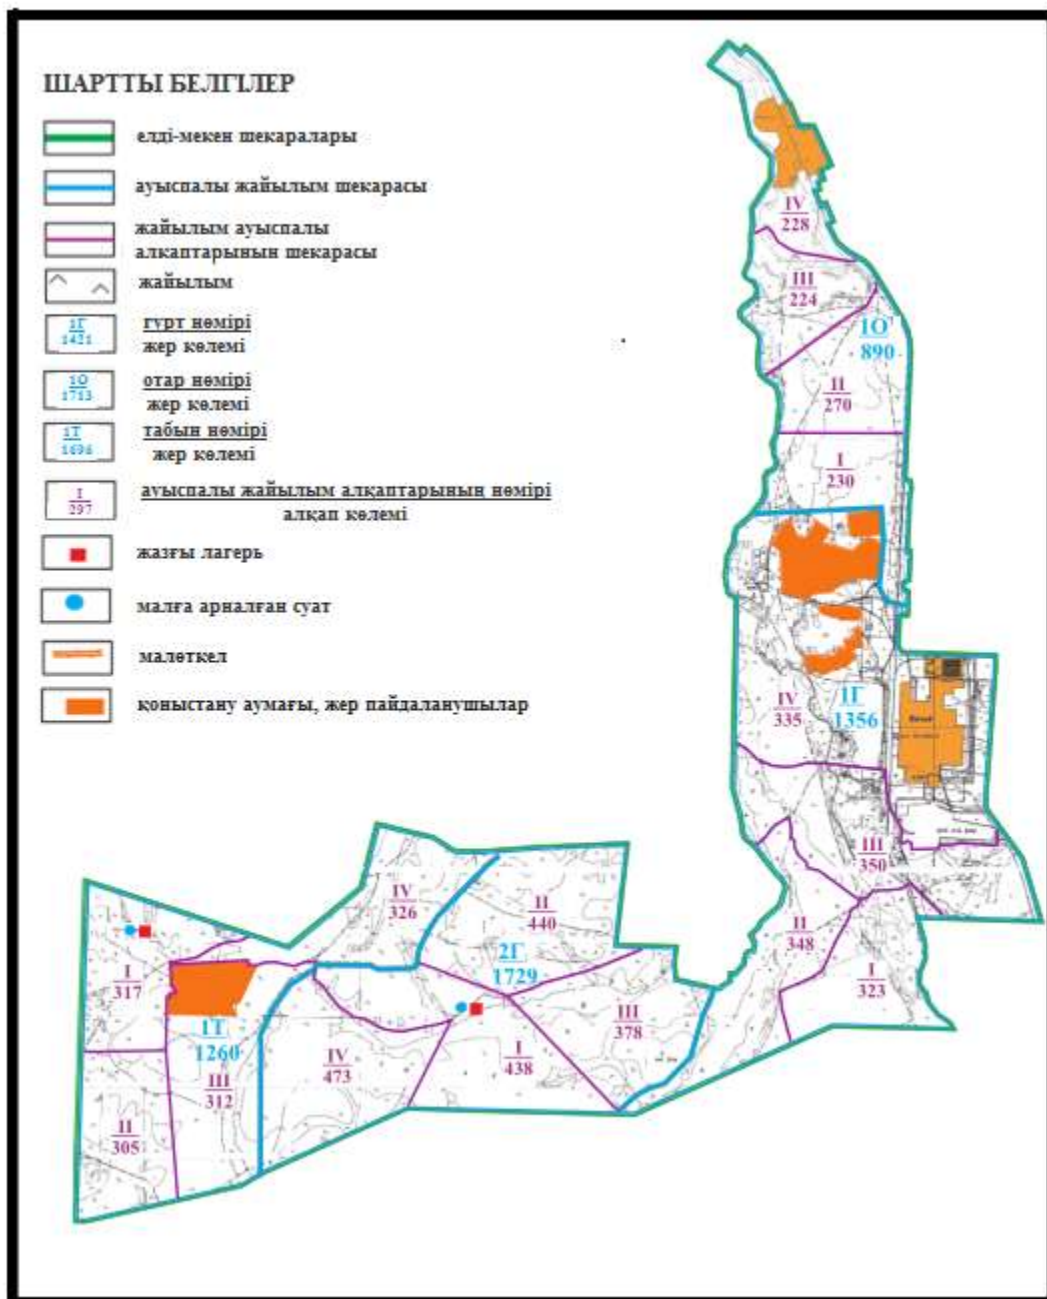 ШАРТТЫ БЕЛГІЛЕР
елді-мекен шекаралары
ауыспалы жайылым шекарасы
жайылым ауыспалы
алқаптарының шекарасы
жайылым
1Г
1421
гурт нөмірі
жер көлемі
1О
1713
отар нөмірі
жер көлемі
1Т
1696
табын нөмірі
жер көлемі
I
297
ауыспалы жайылым алқаптарының нөмірі
алқап көлемі
жазғы лагерь
малға арналған суат
малөткел
қоныстану аумағы, жер пайдаланушылар
IV
228
III
224
1О
890
II
270
I
230
IV
335
1Г
1356
III
350
II
348
I
323
IV
326
II
440
2Г
1729
I
317
1Т
1260
III
312
II
305
IV
473
I
438
III
378